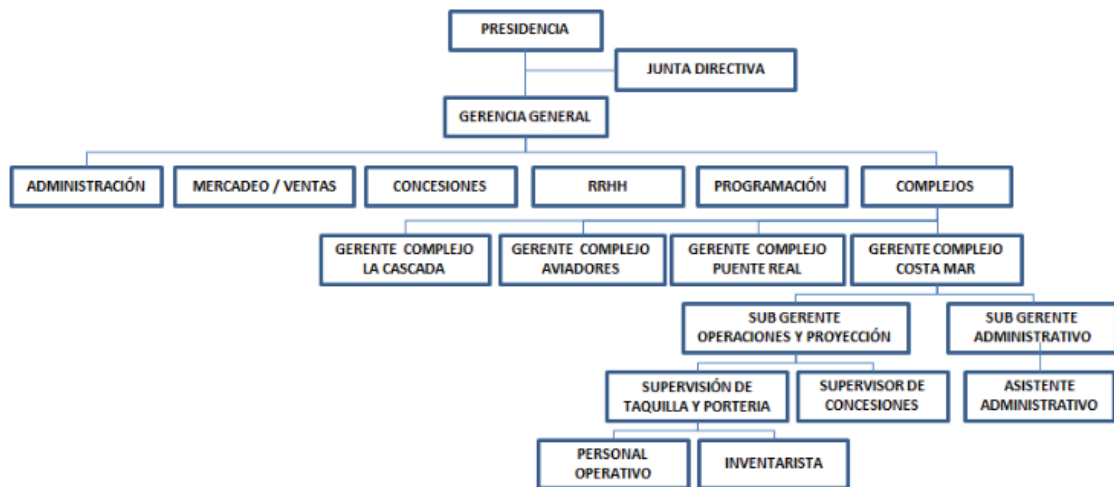 PRESIDENCIA
JUNTA DIRECTIVA
GERENCIA GENERAL
ADMINISTRACIÓN
MERCADEO / VENTAS
CONCESIONES
RRHH
PROGRAMACIÓN
COMPLEJOS
GERENTE COMPLEJO
LA CASCADA
GERENTE COMPLEJO
AVIADORES
GERENTE COMPLEJO
PUENTE REAL
GERENTE COMPLEJO
COSTA MAR
SUB GERENTE
OPERACIONES Y PROYECCIÓN
SUB GERENTE
ADMINISTRATIVO
SUPERVISIÓN DE
TAQUILLA Y PORTERIA
SUPERVISOR DE
CONCESIONES
ASISTENTE
ADMINISTRATIVO
PERSONAL
OPERATIVO
INVENTARISTA